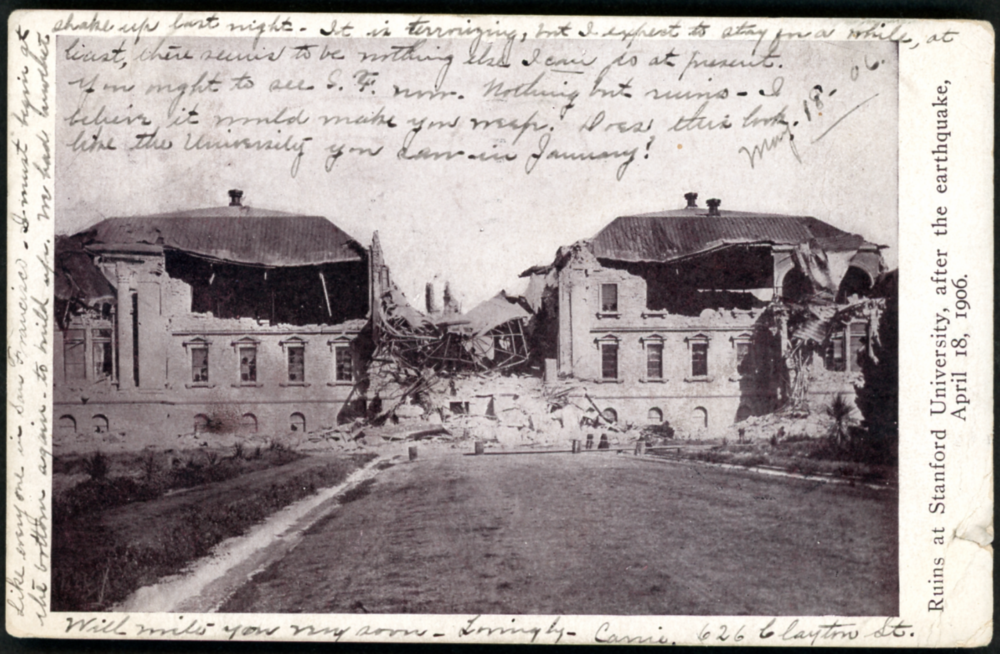 Like every one in San Francisco - I must begin at
the bottom again - to build up. We had another
shake up last night - It is terrorizing, but I expect to stay on a while, at
least, there seems to be nothing else I can do at present.
You ought to see S. F. now. Nothing but ruins - I
believe it would make you weep. Does this look
like the University you saw in January?
May. 18. 06.
Will write you very soon - Lovingly - Carrie. 626 Clayton St.
Ruins at Stanford University, after the earthquake,
April 18, 1906.